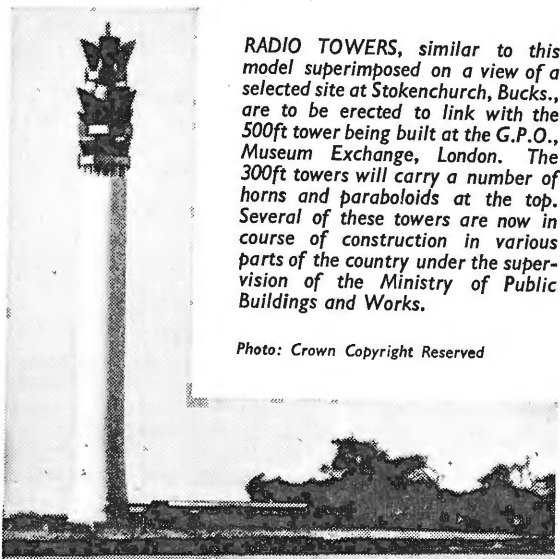 RADIO TOWERS, similar to this
model superimposed on a view of a
selected site at Stokenchurch, Bucks.,
are to be erected to link with the
500ft tower being built at the G.P.O.,
Museum Exchange, London. The
300ft towers will carry a number of
horns and paraboloids at the top.
Several of these towers are now in
course of construction in various
parts of the country under the super-
vision of the Ministry of Public
Buildings and Works.
Photo: Crown Copyright Reserved